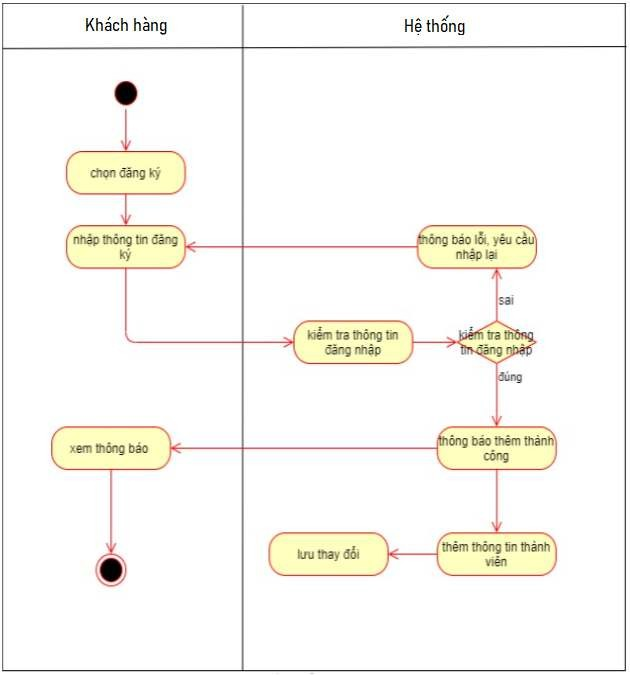 Khách hàng
Hệ thống
chọn đăng ký
nhập thông tin đăng
ký
thông báo lỗi, yêu cầu
nhập lại
sai
kiểm tra thông tin
đăng nhập
kiểm tra thông
tin đăng nhập
đúng
xem thông báo
thông báo thêm thành
công
lưu thay đổi
thêm thông tin thành
viên